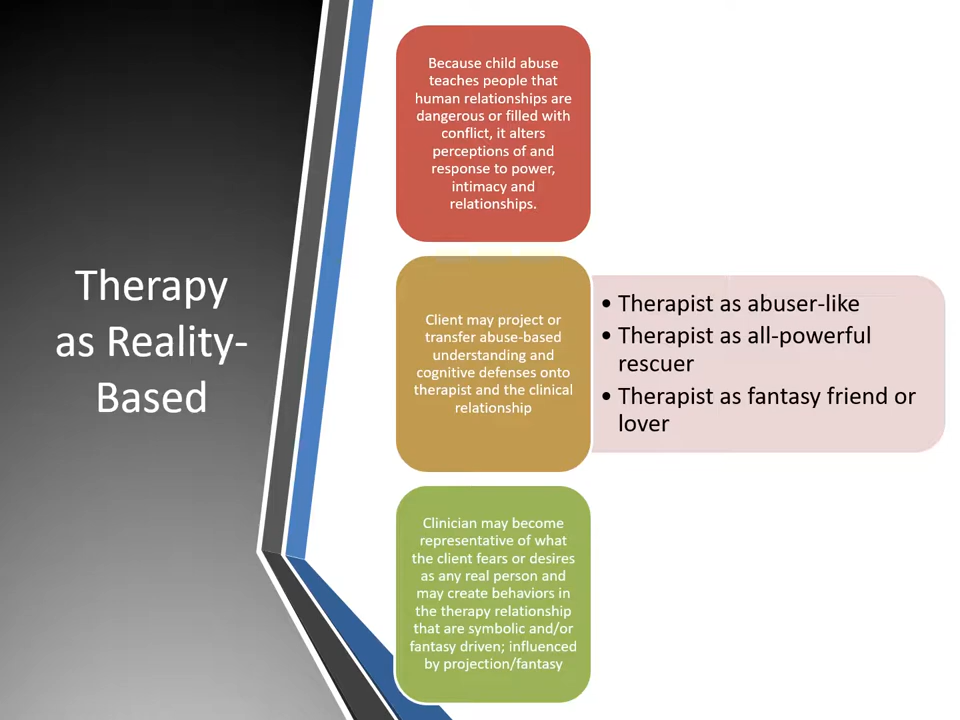 Therapy
as Reality-
Based
Because child abuse
teaches people that
human relationships are
dangerous or filled with
conflict, it alters
perceptions of and
response to power,
intimacy and
relationships.
Client may project or
transfer abuse-based
understanding and
cognitive defenses onto
therapist and the clinical
relationship
• Therapist as abuser-like
• Therapist as all-powerful
rescuer
• Therapist as fantasy friend or
lover
Clinician may become
representative of what
the client fears or desires
as any real person and
may create behaviors in
the therapy relationship
that are symbolic and/or
fantasy driven; influenced
by projection/fantasy